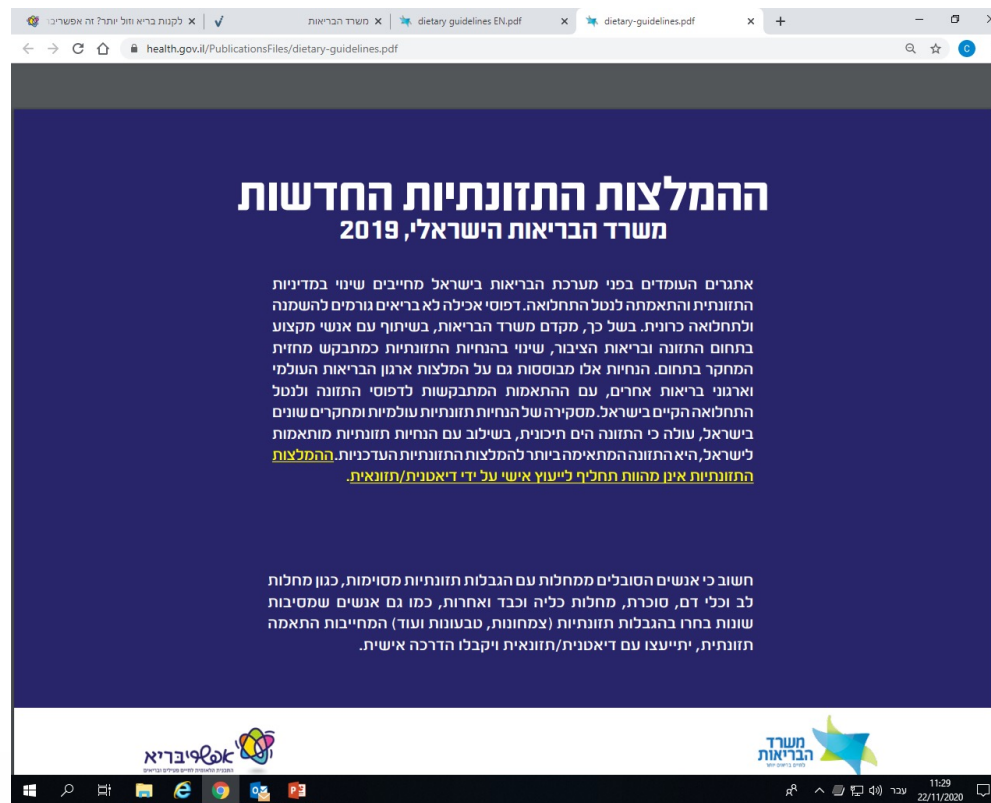 לקנות בריא וזול יותר? זה אפשרי
משרד הבריאות
dietary guidelines EN.pdf
dietary-guidelines.pdf
health.gov.il/PublicationsFiles/dietary-guidelines.pdf
C
ההמלצות התזונתיות החדשות
משרד הבריאות הישראלי, 2019
אתגרים העומדים בפני מערכת הבריאות בישראל מחייבים שינוי במדיניות
התזונתית והתאמתה לנטל התחלואה. דפוסי אכילה לא בריאים גורמים להשמנה
ולתחלואה כרונית. בשל כך, מקדם משרד הבריאות, בשיתוף עם אנשי מקצוע
בתחום התזונה ובריאות הציבור, שינוי בהנחיות התזונתיות כמתבקש מחזית
המחקר בתחום. הנחיות אלו מבוססות גם על המלצות ארגון הבריאות העולמי
וארגוני בריאות אחרים, עם ההתאמות המתבקשות לדפוסי התזונה ולנטל
התחלואה הקיים בישראל. מסקירה של הנחיות תזונתיות עולמיות ומחקרים שונים
בישראל, עולה כי התזונה הים תיכונית, בשילוב עם הנחיות תזונתיות מותאמות
לישראל, היא התזונה המתאימה ביותר להמלצות התזונתיות העדכניות. ההמלצות
התזונתיות אינן מהוות תחליף לייעוץ אישי על ידי דיאטנית/תזונאית.
חשוב כי אנשים הסובלים ממחלות עם הגבלות תזונתיות מסוימות, כגון מחלות
לב וכלי דם, סוכרת, מחלות כליה וכבד ואחרות, כמו גם אנשים שמסיבות
שונות בחרו בהגבלות תזונתיות (צמחונות, טבעונות ועוד) המחייבות התאמה
תזונתית, יתייעצו עם דיאטנית/תזונאית ויקבלו הדרכה אישית.
משרד
הבריאות
לחיים בריאים יותר
אפשריבריא
התכנית הלאומית לחיים פעילים ובריאים
עבר
11:29
22/11/2020